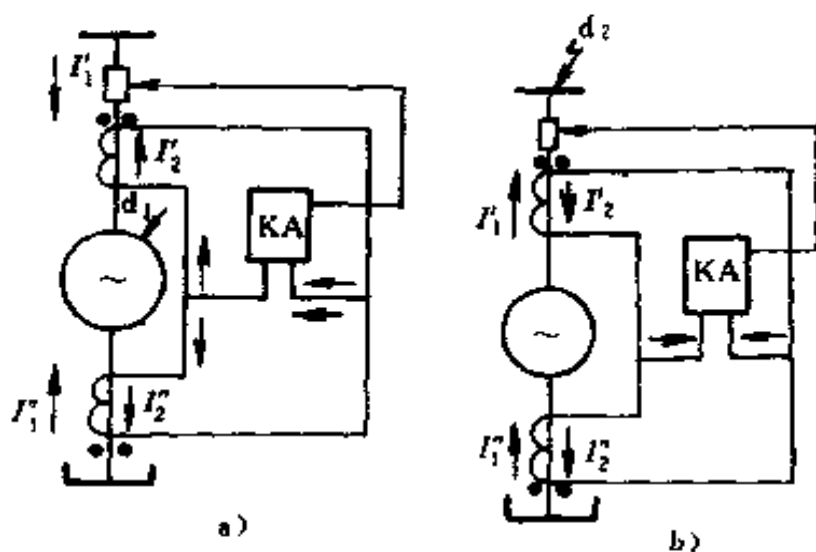 I′₁
I′₂
d₁
KA
I″₁
I″₂
a)
d₂
I′₁
I′₂
KA
I″₁
I″₂
b)